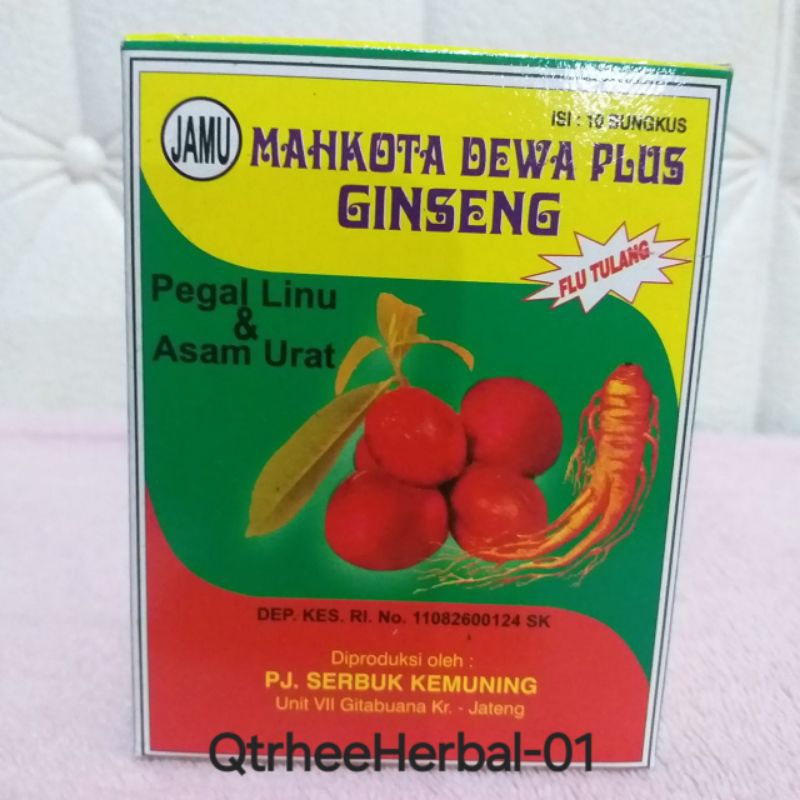 ISI : 10 BUNGKUS
JAMU
MAHKOTA DEWA PLUS
GINSENG
FLU TULANG
Pegal Linu
&
Asam Urat
DEP. KES. RI. No. 11082600124 SK
Diproduksi oleh :
PJ. SERBUK KEMUNING
Unit VII Gitabuana Kr. - Jateng
QtrheeHerbal-01